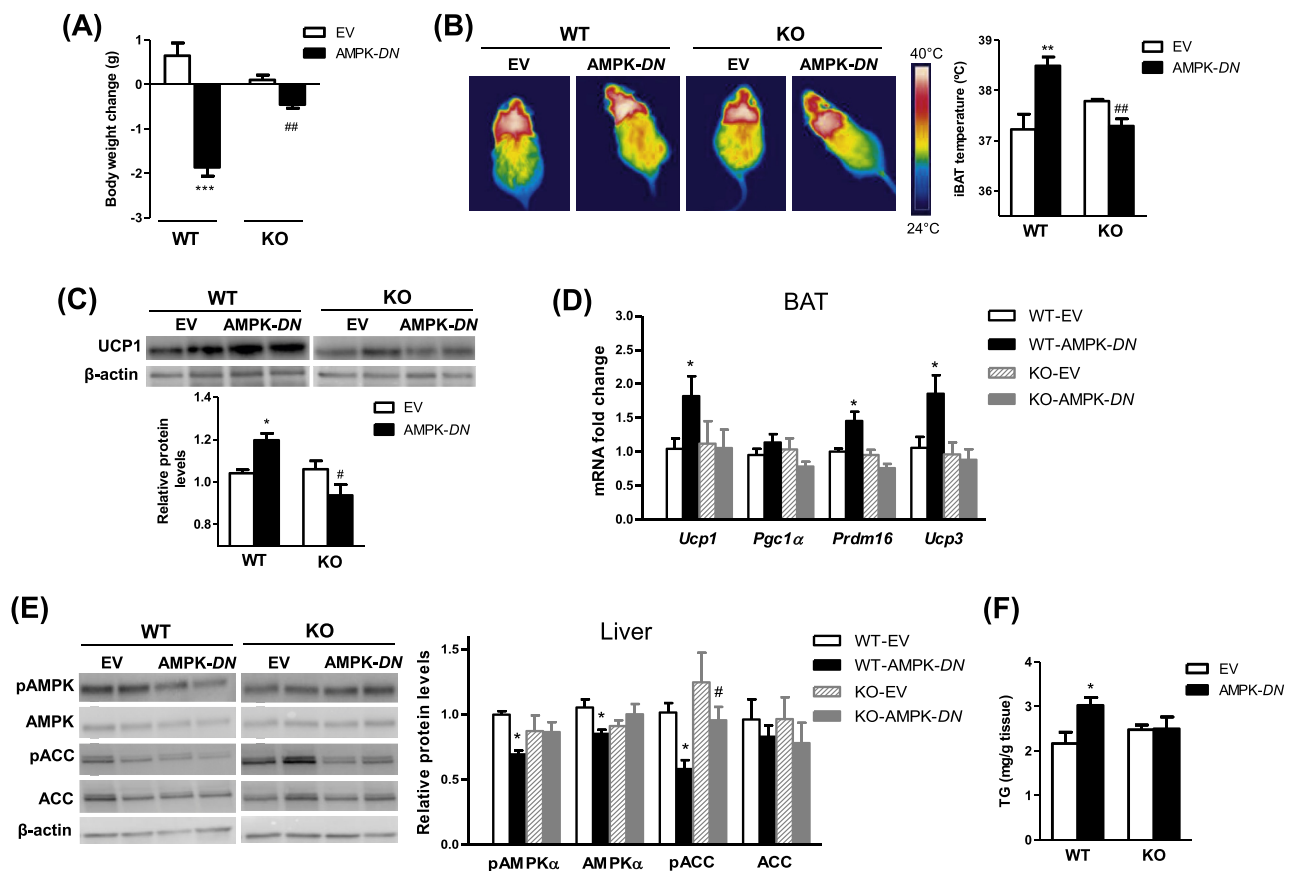 (A)
EV
AMPK-DN
Body weight change (g)
1
0
-1
-2
-3
***
##
WT
KO
(B)
WT
KO
EV
AMPK-DN
EV
AMPK-DN
40°C
24°C
iBAT temperature (ºC)
39
38
37
36
**
##
WT
KO
EV
AMPK-DN
(C)
WT
KO
EV
AMPK-DN
EV
AMPK-DN
UCP1
β-actin
Relative protein
levels
1.4
1.2
1.0
0.8
*
#
WT
KO
EV
AMPK-DN
(D)
BAT
mRNA fold change
3.0
2.5
2.0
1.5
1.0
0.5
0.0
*
*
*
Ucp1
Pgc1α
Prdm16
Ucp3
WT-EV
WT-AMPK-DN
KO-EV
KO-AMPK-DN
(E)
WT
KO
EV
AMPK-DN
EV
AMPK-DN
pAMPK
AMPK
pACC
ACC
β-actin
Liver
Relative protein levels
1.5
1.0
0.5
0.0
*
*
*
#
pAMPKα
AMPKα
pACC
ACC
WT-EV
WT-AMPK-DN
KO-EV
KO-AMPK-DN
(F)
TG (mg/g tissue)
4
3
2
1
0
*
WT
KO
EV
AMPK-DN